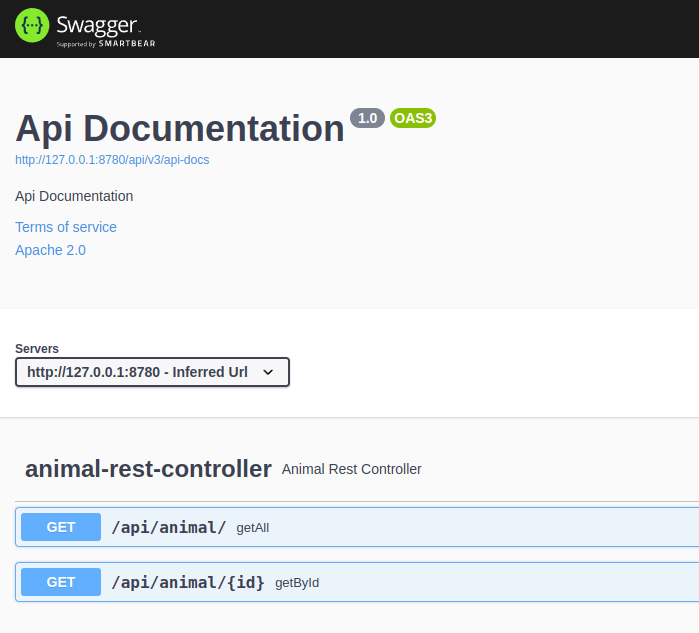 {···} Swagger
Supported by SMARTBEAR
Api Documentation 1.0 OAS3
http://127.0.0.1:8780/api/v3/api-docs
Api Documentation
Terms of service
Apache 2.0
Servers
http://127.0.0.1:8780 - Inferred Url
animal-rest-controller Animal Rest Controller
GET /api/animal/ getAll
GET /api/animal/{id} getById